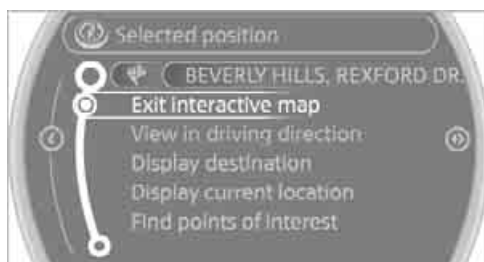 Selected position
BEVERLY HILLS, REXFORD DR.
Exit interactive map
View in driving direction
Display destination
Display current location
Find points of interest